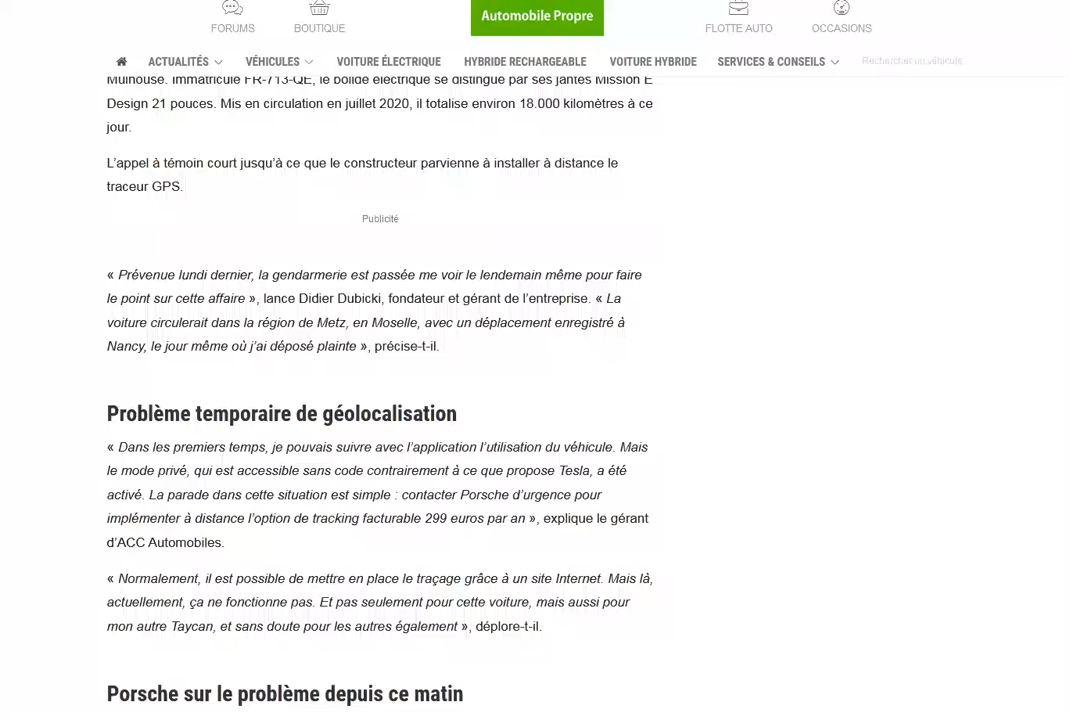 FORUMS
BOUTIQUE
Automobile Propre
FLOTTE AUTO
OCCASIONS
ACTUALITÉS
VÉHICULES
VOITURE ÉLECTRIQUE
HYBRIDE RECHARGEABLE
VOITURE HYBRIDE
SERVICES & CONSEILS
Rechercher un véhicule
Mulhouse. Immatriculé FR-713-QE, le bolide électrique se distingue par ses jantes Mission E
Design 21 pouces. Mis en circulation en juillet 2020, il totalise environ 18.000 kilomètres à ce
jour.
L’appel à témoin court jusqu’à ce que le constructeur parvienne à installer à distance le
traceur GPS.
Publicité
« Prévenue lundi dernier, la gendarmerie est passée me voir le lendemain même pour faire
le point sur cette affaire », lance Didier Dubicki, fondateur et gérant de l’entreprise. « La
voiture circulerait dans la région de Metz, en Moselle, avec un déplacement enregistré à
Nancy, le jour même où j’ai déposé plainte », précise-t-il.
Problème temporaire de géolocalisation
« Dans les premiers temps, je pouvais suivre avec l’application l’utilisation du véhicule. Mais
le mode privé, qui est accessible sans code contrairement à ce que propose Tesla, a été
activé. La parade dans cette situation est simple : contacter Porsche d’urgence pour
implémenter à distance l’option de tracking facturable 299 euros par an », explique le gérant
d’ACC Automobiles.
« Normalement, il est possible de mettre en place le traçage grâce à un site Internet. Mais là,
actuellement, ça ne fonctionne pas. Et pas seulement pour cette voiture, mais aussi pour
mon autre Taycan, et sans doute pour les autres également », déplore-t-il.
Porsche sur le problème depuis ce matin